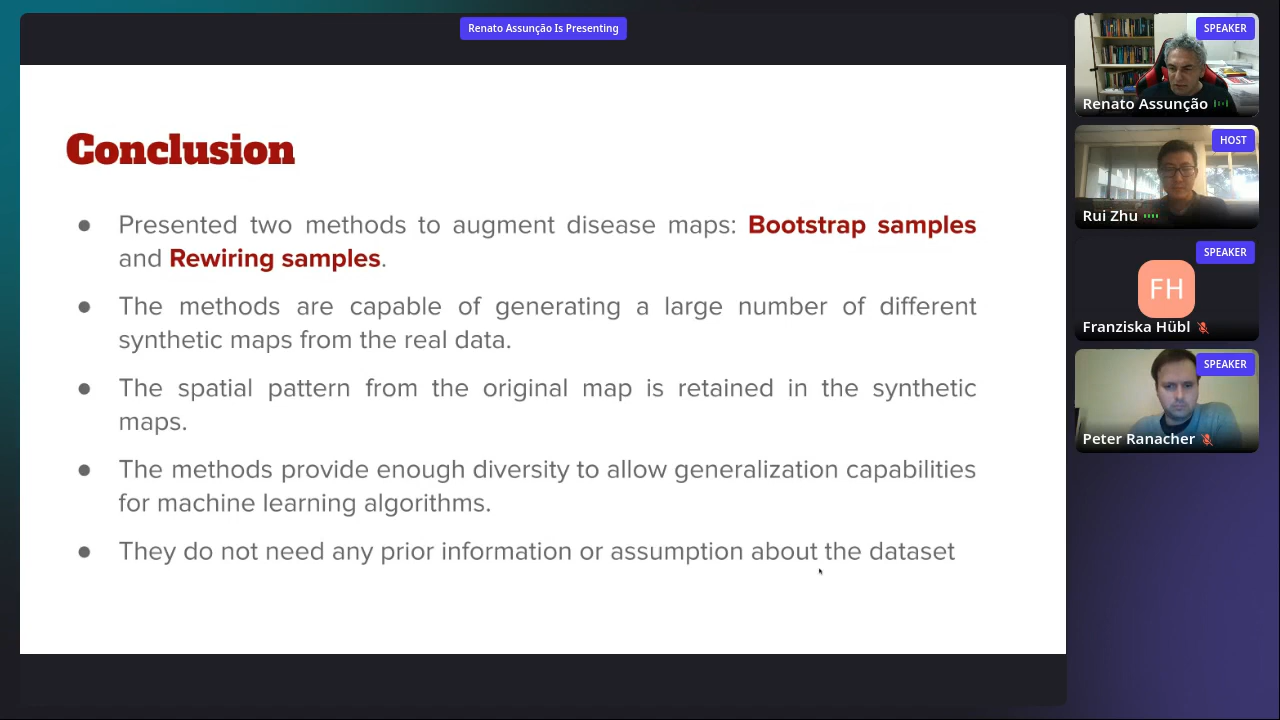 Renato Assunção Is Presenting
Conclusion
● Presented two methods to augment disease maps: Bootstrap samples
and Rewiring samples.
● The methods are capable of generating a large number of different
synthetic maps from the real data.
● The spatial pattern from the original map is retained in the synthetic
maps.
● The methods provide enough diversity to allow generalization capabilities
for machine learning algorithms.
● They do not need any prior information or assumption about the dataset
SPEAKER
Renato Assunção
HOST
Rui Zhu
SPEAKER
FH
Franziska Hübl
SPEAKER
Peter Ranacher